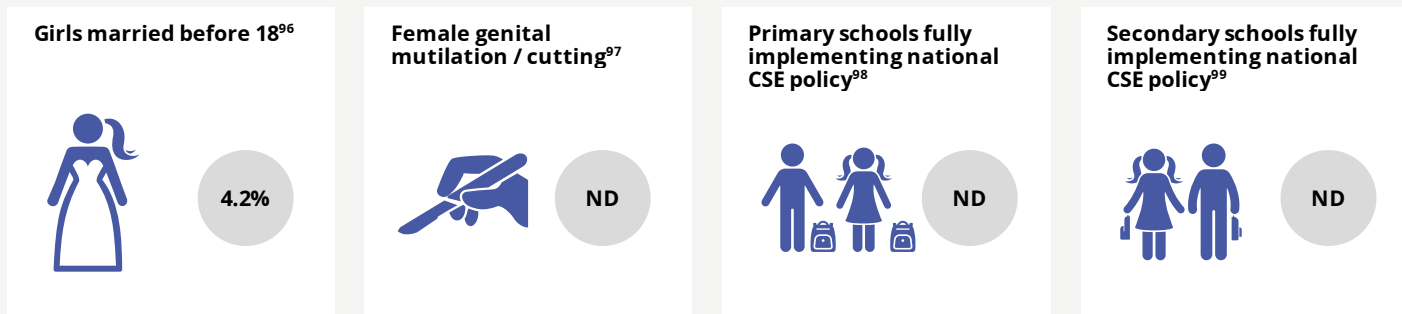 Girls married before 18⁹⁶
4.2%
Female genital
mutilation / cutting⁹⁷
ND
Primary schools fully
implementing national
CSE policy⁹⁸
ND
Secondary schools fully
implementing national
CSE policy⁹⁹
ND